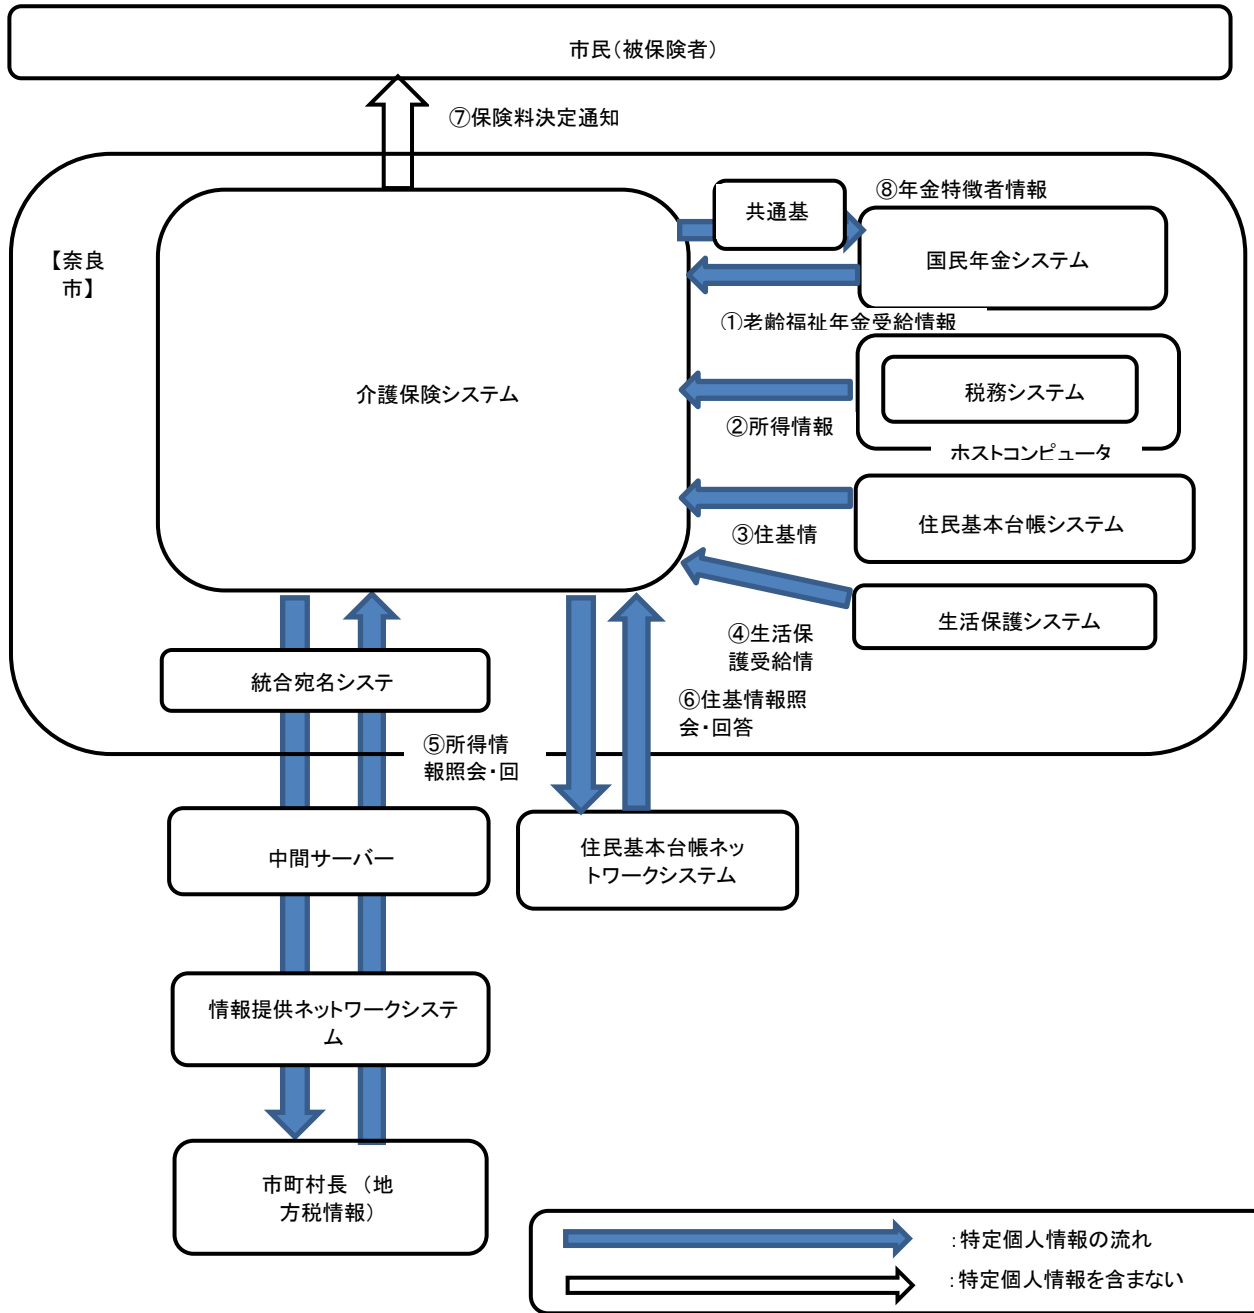 市民（被保険者）
⑦保険料決定通知
【奈良
市】
共通基
⑧年金特徴者情報
国民年金システム
①老齢福祉年金受給情報
介護保険システム
税務システム
②所得情報
ホストコンピュータ
住民基本台帳システム
③住基情
生活保護システム
④生活保
護受給情
統合宛名システ
⑥住基情報照
会・回答
⑤所得情
報照会・回
中間サーバー
住民基本台帳ネッ
トワークシステム
情報提供ネットワークシステ
ム
市町村長 （地
方税情報）
：特定個人情報の流れ
：特定個人情報を含まない